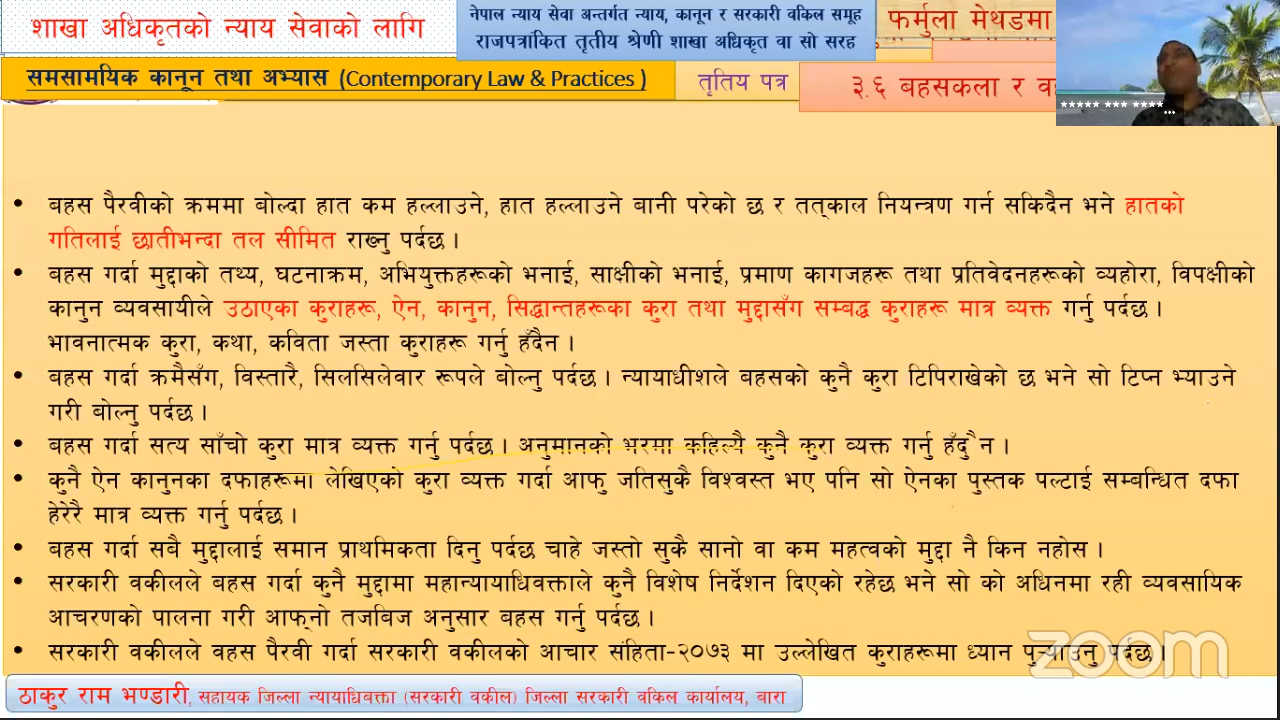 शाखा अधिकृतको न्याय सेवाको लागि
नेपाल न्याय सेवा अन्तर्गत न्याय, कानून र सरकारी वकिल समूह
राजपत्रांकित तृतीय श्रेणी शाखा अधिकृत वा सो सरह
फर्मुला मेथडमा
समसामयिक कानून तथा अभ्यास (Contemporary Law & Practices )
तृतिय पत्र
३.६ बहसकला र
***** *** ****...
• बहस पैरवीको क्रममा बोल्दा हात कम हल्लाउने, हात हल्लाउने बानी परेको छ र तत्काल नियन्त्रण गर्न सकिदैन भने हातको
गतिलाई छातीभन्दा तल सीमित राख्नु पर्दछ ।
• बहस गर्दा मुद्दाको तथ्य, घटनाक्रम, अभियुक्तहरूको भनाई, साक्षीको भनाई, प्रमाण कागजहरू तथा प्रतिवेदनहरूको व्यहोरा, विपक्षीको
कानुन व्यवसायीले उठाएका कुराहरू, ऐन, कानुन, सिद्धान्तहरूका कुरा तथा मुद्दासँग सम्बद्ध कुराहरू मात्र व्यक्त गर्नु पर्दछ ।
भावनात्मक कुरा, कथा, कविता जस्ता कुराहरू गर्नु हुँदैन ।
• बहस गर्दा क्रमैसँग, विस्तारै, सिलसिलेवार रूपले बोल्नु पर्दछ । न्यायाधीशले बहसको कुनै कुरा टिपिराखेको छ भने सो टिप्न भ्याउने
गरी बोल्नु पर्दछ ।
• बहस गर्दा सत्य साँचो कुरा मात्र व्यक्त गर्नु पर्दछ । अनुमानको भरमा कहिल्यै कुनै कुरा व्यक्त गर्नु हुँदैन ।
• कुनै ऐन कानुनका दफाहरूमा लेखिएको कुरा व्यक्त गर्दा आफु जतिसुकै विश्वस्त भए पनि सो ऐनका पुस्तक पल्टाई सम्बन्धित दफा
हेरेरै मात्र व्यक्त गर्नु पर्दछ ।
• बहस गर्दा सबै मुद्दालाई समान प्राथमिकता दिनु पर्दछ चाहे जस्तो सुकै सानो वा कम महत्वको मुद्दा नै किन नहोस ।
• सरकारी वकीलले बहस गर्दा कुनै मुद्दामा महान्यायाधिवक्ताले कुनै विशेष निर्देशन दिएको रहेछ भने सो को अधिनमा रही व्यवसायिक
आचरणको पालना गरी आफ्नो तजबिज अनुसार बहस गर्नु पर्दछ ।
• सरकारी वकीलले वहस पैरवी गर्दा सरकारी वकीलको आचार संहिता-२०७३ मा उल्लेखित कुराहरूमा ध्यान पुऱ्याउनु पर्दछ ।
zoom
ठाकुर राम भण्डारी, सहायक जिल्ला न्यायाधिबक्ता (सरकारी वकील) जिल्ला सरकारी वकिल कार्यालय, बारा